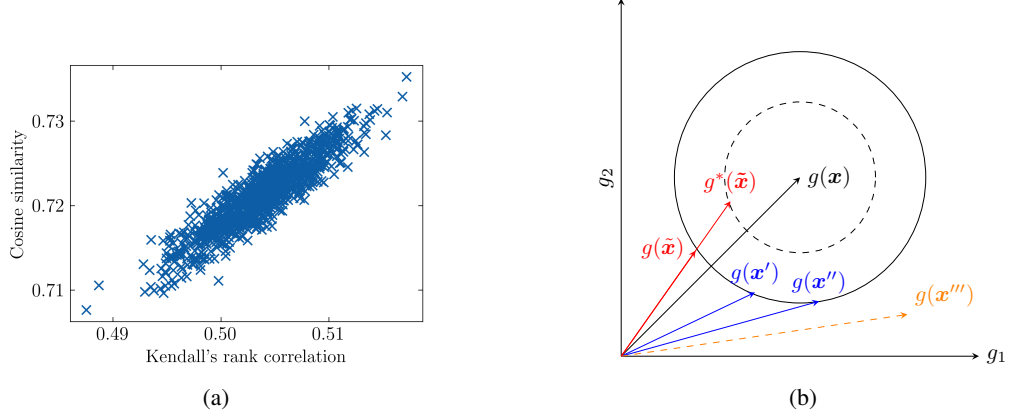 0.73
0.72
0.71
Cosine similarity
0.49 0.50 0.51
Kendall's rank correlation
(a)
g₂
g*(x̃)
g(x)
g(x̃)
g(x′)
g(x′′)
g(x′′′)
g₁
(b)